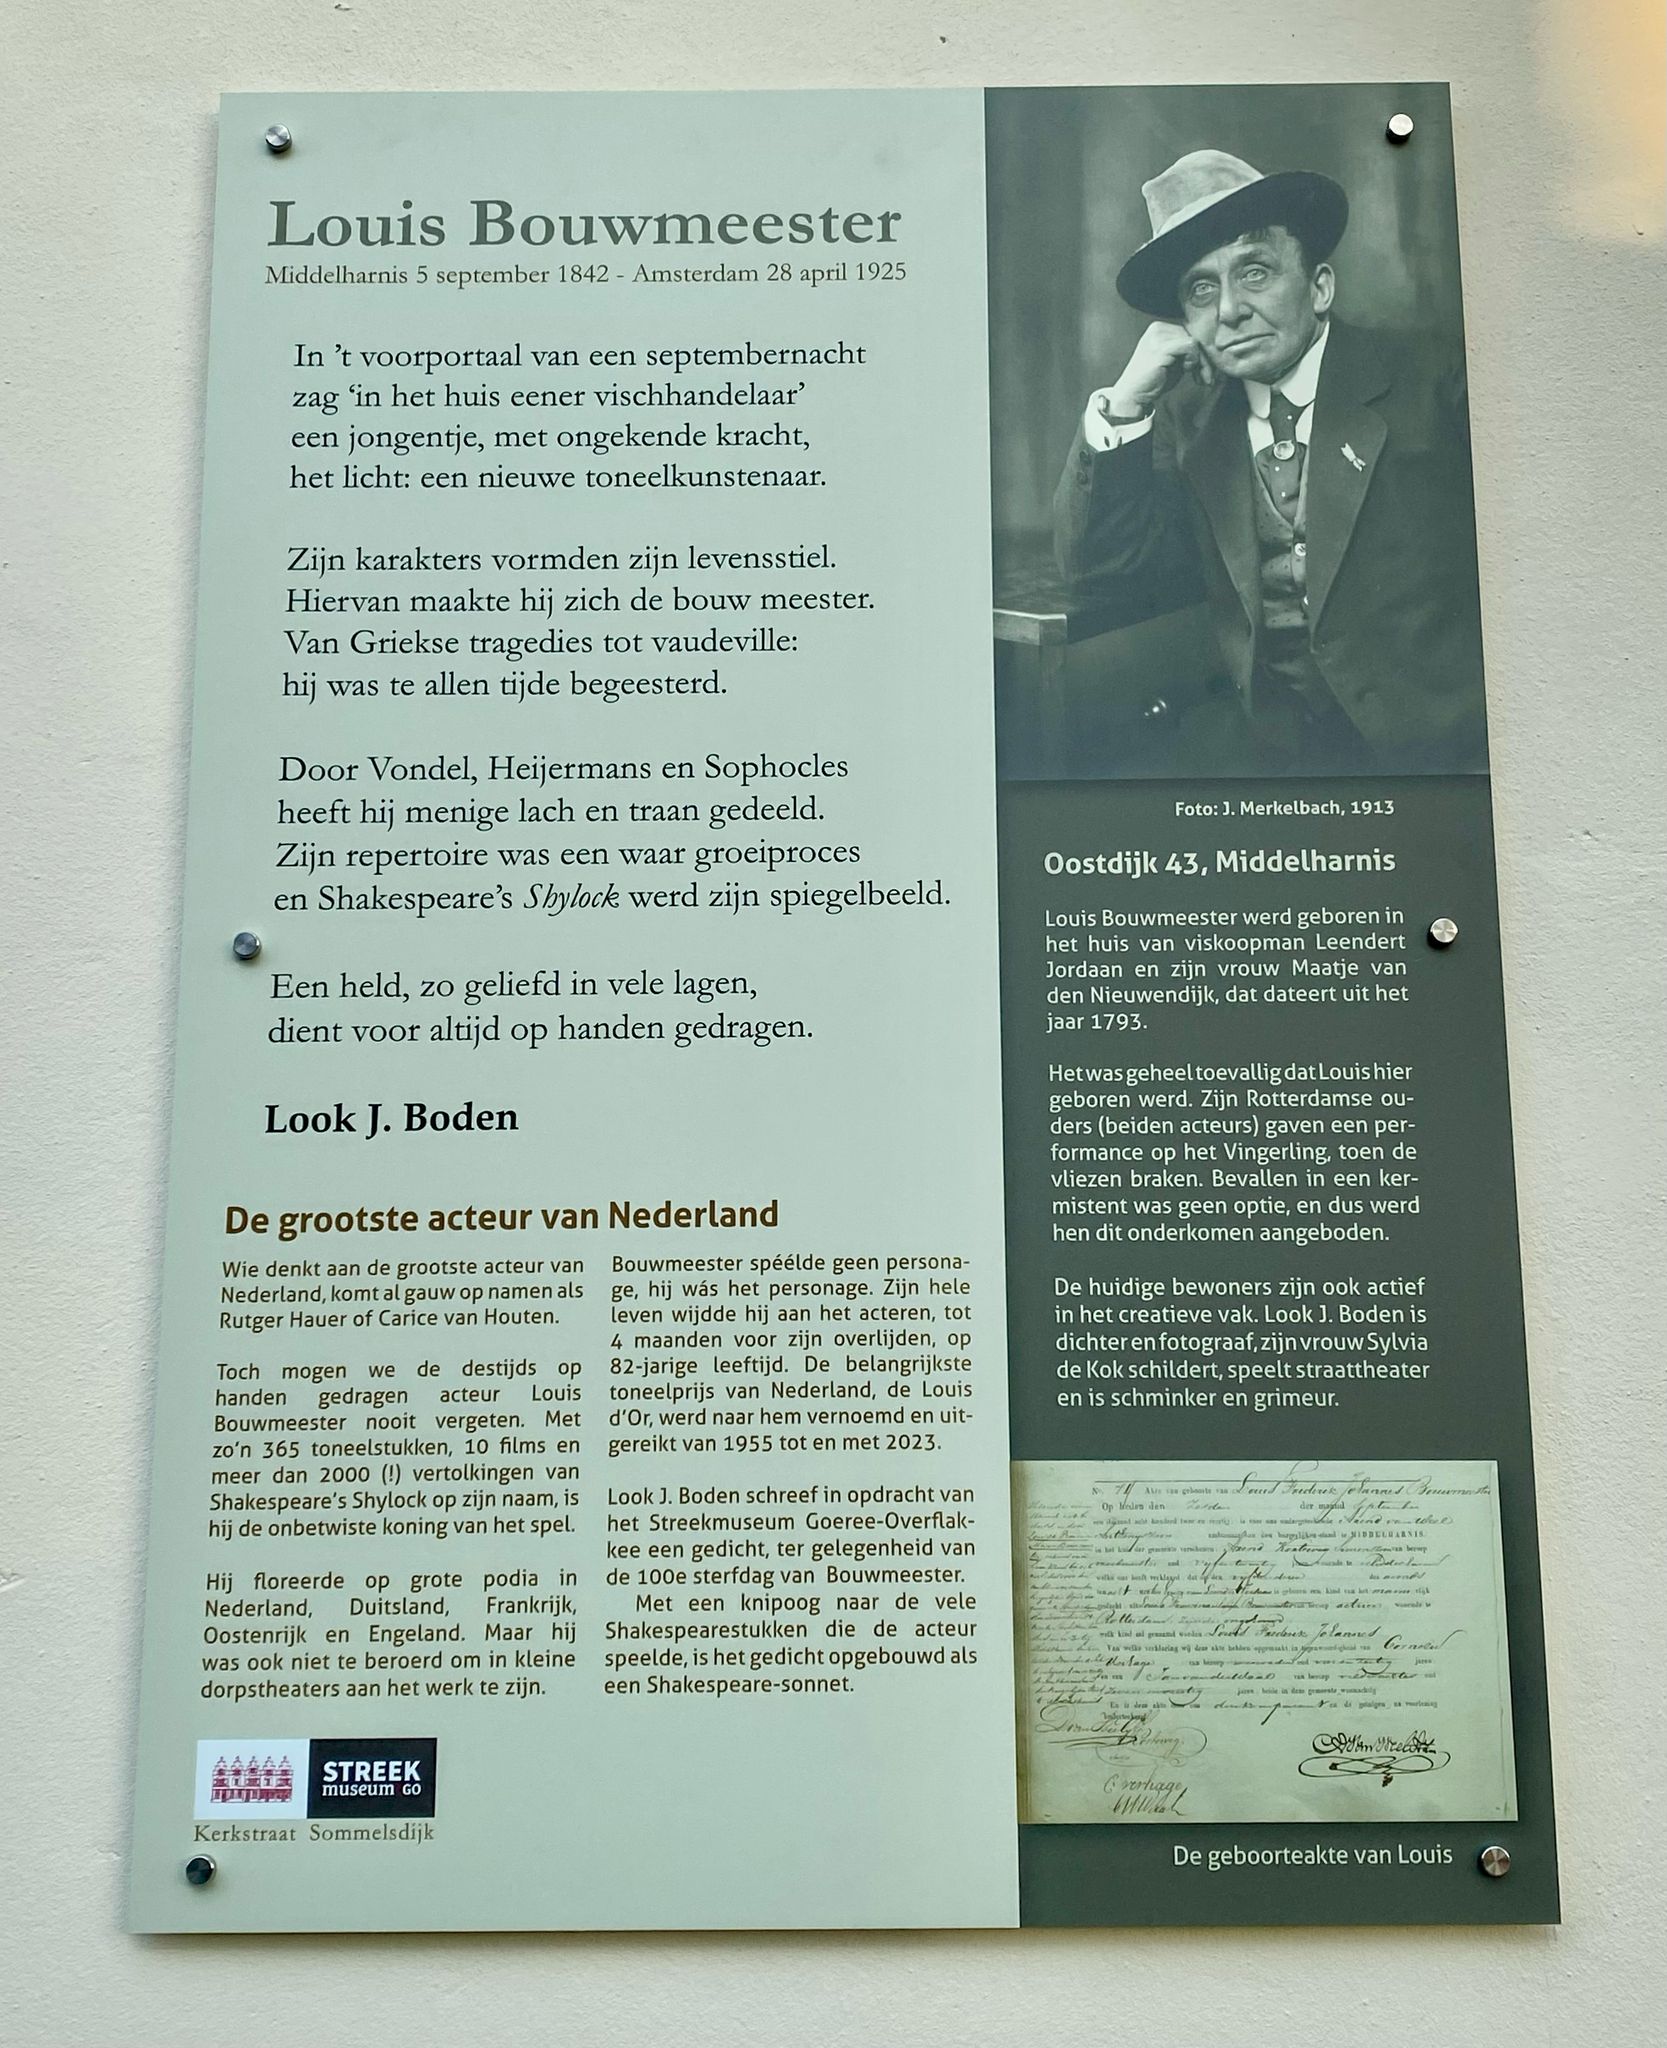 Louis Bouwmeester
Middelharnis 5 september 1842 - Amsterdam 28 april 1925
In ’t voorportaal van een septembernacht
zag ‘in het huis eener vischhandelaar’
een jongentje, met ongekende kracht,
het licht: een nieuwe toneelkunstenaar.
Zijn karakters vormden zijn levensstiel.
Hiervan maakte hij zich de bouw meester.
Van Griekse tragedies tot vaudeville:
hij was te allen tijde begeesterd.
Door Vondel, Heijermans en Sophocles
heeft hij menige lach en traan gedeeld.
Zijn repertoire was een waar groeiproces
en Shakespeare’s Shylock werd zijn spiegelbeeld.
Een held, zo geliefd in vele lagen,
dient voor altijd op handen gedragen.
Look J. Boden
De grootste acteur van Nederland
Wie denkt aan de grootste acteur van
Nederland, komt al gauw op namen als
Rutger Hauer of Carice van Houten.
Toch mogen we de destijds op
handen gedragen acteur Louis
Bouwmeester nooit vergeten. Met
zo’n 365 toneelstukken, 10 films en
meer dan 2000 (!) vertolkingen van
Shakespeare’s Shylock op zijn naam, is
hij de onbetwiste koning van het spel.
Hij floreerde op grote podia in
Nederland, Duitsland, Frankrijk,
Oostenrijk en Engeland. Maar hij
was ook niet te beroerd om in kleine
dorpstheaters aan het werk te zijn.
Bouwmeester spéélde geen persona-
ge, hij wás het personage. Zijn hele
leven wijdde hij aan het acteren, tot
4 maanden voor zijn overlijden, op
82-jarige leeftijd. De belangrijkste
toneelprijs van Nederland, de Louis
d’Or, werd naar hem vernoemd en uit-
gereikt van 1955 tot en met 2023.
Look J. Boden schreef in opdracht van
het Streekmuseum Goeree-Overflak-
kee een gedicht, ter gelegenheid van
de 100e sterfdag van Bouwmeester.
Met een knipoog naar de vele
Shakespearestukken die de acteur
speelde, is het gedicht opgebouwd als
een Shakespeare-sonnet.
STREEK
museum GO
Kerkstraat Sommelsdijk
Foto: J. Merkelbach, 1913
Oostdijk 43, Middelharnis
Louis Bouwmeester werd geboren in
het huis van viskoopman Leendert
Jordaan en zijn vrouw Maatje van
den Nieuwendijk, dat dateert uit het
jaar 1793.
Het was geheel toevallig dat Louis hier
geboren werd. Zijn Rotterdamse ou-
ders (beiden acteurs) gaven een per-
formance op het Vingerling, toen de
vliezen braken. Bevallen in een ker-
mistent was geen optie, en dus werd
hen dit onderkomen aangeboden.
De huidige bewoners zijn ook actief
in het creatieve vak. Look J. Boden is
dichter en fotograaf, zijn vrouw Sylvia
de Kok schildert, speelt straattheater
en is schminker en grimeur.
Akte van geboorte van Louis Frederik Johannes Bouwmeester
Op heden den
der maand
MIDDELHARNIS
Louis Frederik Johannes
De geboorteakte van Louis